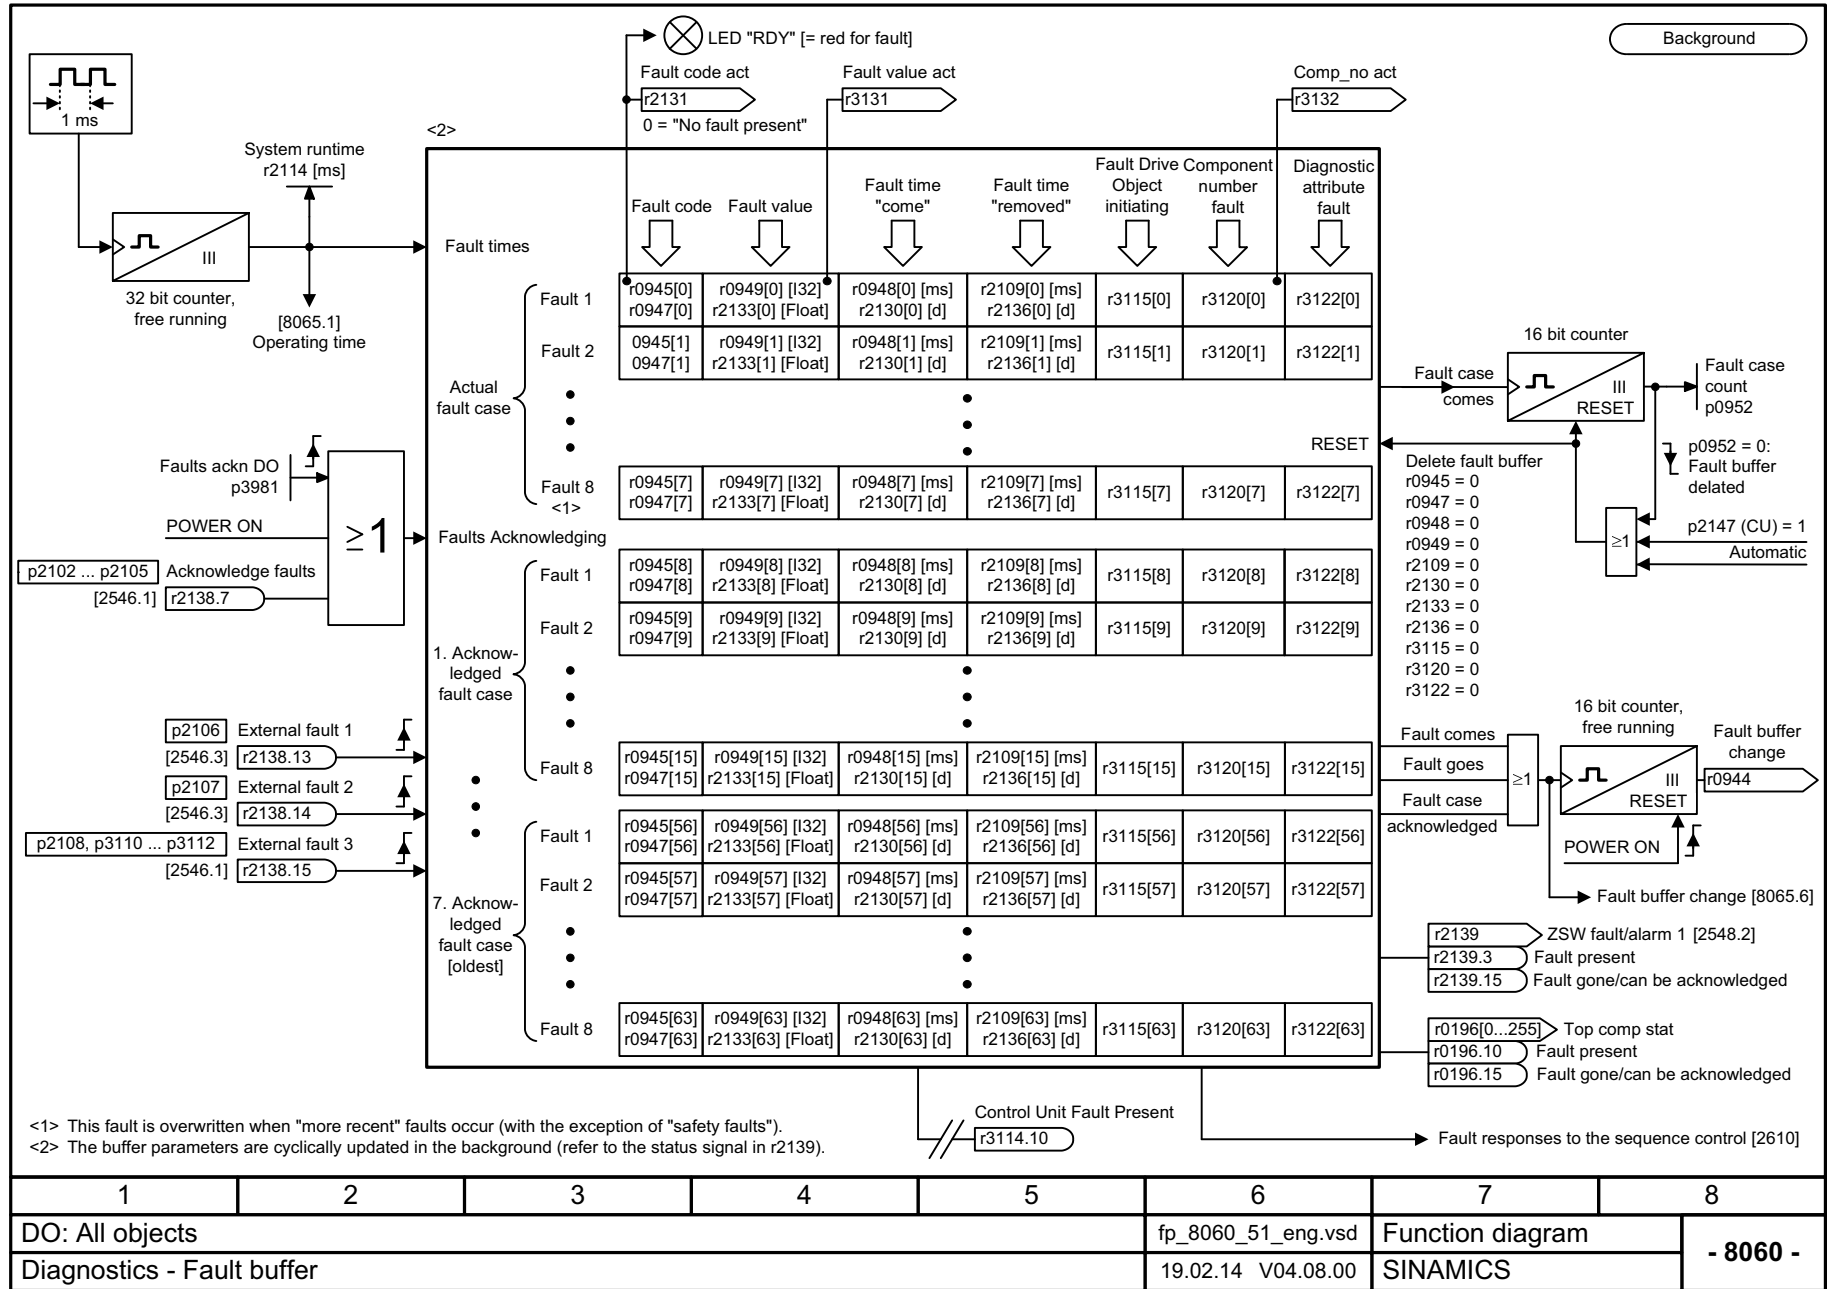 LED "RDY" [= red for fault]
Background
Fault code act
r2131
0 = "No fault present"
Fault value act
r3131
Comp_no act
r3132
1 ms
<2>
System runtime
r2114 [ms]
III
32 bit counter,
free running
[8065.1]
Operating time
Fault times
Fault code
Fault value
Fault time
"come"
Fault time
"removed"
Fault Drive
Object
initiating
Component
number
fault
Diagnostic
attribute
fault
Actual
fault case
Fault 1
r0945[0] r0949[0] [I32] r0948[0] [ms] r2109[0] [ms]
r0947[0] r2133[0] [Float] r2130[0] [d] r2136[0] [d]
r3115[0] r3120[0] r3122[0]
Fault 2
0945[1] r0949[1] [I32] r0948[1] [ms] r2109[1] [ms]
0947[1] r2133[1] [Float] r2130[1] [d] r2136[1] [d]
r3115[1] r3120[1] r3122[1]
Fault 8
<1>
r0945[7] r0949[7] [I32] r0948[7] [ms] r2109[7] [ms]
r0947[7] r2133[7] [Float] r2130[7] [d] r2136[7] [d]
r3115[7] r3120[7] r3122[7]
Faults ackn DO
p3981
POWER ON
≥1
p2102 ... p2105 Acknowledge faults
[2546.1] r2138.7
Faults Acknowledging
1. Acknow-
ledged
fault case
Fault 1
r0945[8] r0949[8] [I32] r0948[8] [ms] r2109[8] [ms]
r0947[8] r2133[8] [Float] r2130[8] [d] r2136[8] [d]
r3115[8] r3120[8] r3122[8]
Fault 2
r0945[9] r0949[9] [I32] r0948[9] [ms] r2109[9] [ms]
r0947[9] r2133[9] [Float] r2130[9] [d] r2136[9] [d]
r3115[9] r3120[9] r3122[9]
Fault 8
r0945[15] r0949[15] [I32] r0948[15] [ms] r2109[15] [ms]
r0947[15] r2133[15] [Float] r2130[15] [d] r2136[15] [d]
r3115[15] r3120[15] r3122[15]
p2106 External fault 1
[2546.3] r2138.13
p2107 External fault 2
[2546.3] r2138.14
p2108, p3110 ... p3112 External fault 3
[2546.1] r2138.15
7. Acknow-
ledged
fault case
[oldest]
Fault 1
r0945[56] r0949[56] [I32] r0948[56] [ms] r2109[56] [ms]
r0947[56] r2133[56] [Float] r2130[56] [d] r2136[56] [d]
r3115[56] r3120[56] r3122[56]
Fault 2
r0945[57] r0949[57] [I32] r0948[57] [ms] r2109[57] [ms]
r0947[57] r2133[57] [Float] r2130[57] [d] r2136[57] [d]
r3115[57] r3120[57] r3122[57]
Fault 8
r0945[63] r0949[63] [I32] r0948[63] [ms] r2109[63] [ms]
r0947[63] r2133[63] [Float] r2130[63] [d] r2136[63] [d]
r3115[63] r3120[63] r3122[63]
16 bit counter
Fault case
comes
III
RESET
Fault case
count
p0952
RESET
p0952 = 0:
Fault buffer
delated
≥1
p2147 (CU) = 1
Automatic
Delete fault buffer
r0945 = 0
r0947 = 0
r0948 = 0
r0949 = 0
r2109 = 0
r2130 = 0
r2133 = 0
r2136 = 0
r3115 = 0
r3120 = 0
r3122 = 0
16 bit counter,
free running
Fault comes
Fault goes
Fault case
acknowledged
≥1
III
RESET
Fault buffer
change
r0944
POWER ON
Fault buffer change [8065.6]
r2139 ZSW fault/alarm 1 [2548.2]
r2139.3 Fault present
r2139.15 Fault gone/can be acknowledged
r0196[0...255] Top comp stat
r0196.10 Fault present
r0196.15 Fault gone/can be acknowledged
Control Unit Fault Present
r3114.10
Fault responses to the sequence control [2610]
<1> This fault is overwritten when "more recent" faults occur (with the exception of "safety faults").
<2> The buffer parameters are cyclically updated in the background (refer to the status signal in r2139).
1 2 3 4 5 6 7 8
DO: All objects fp_8060_51_eng.vsd Function diagram
- 8060 -
Diagnostics - Fault buffer 19.02.14 V04.08.00 SINAMICS